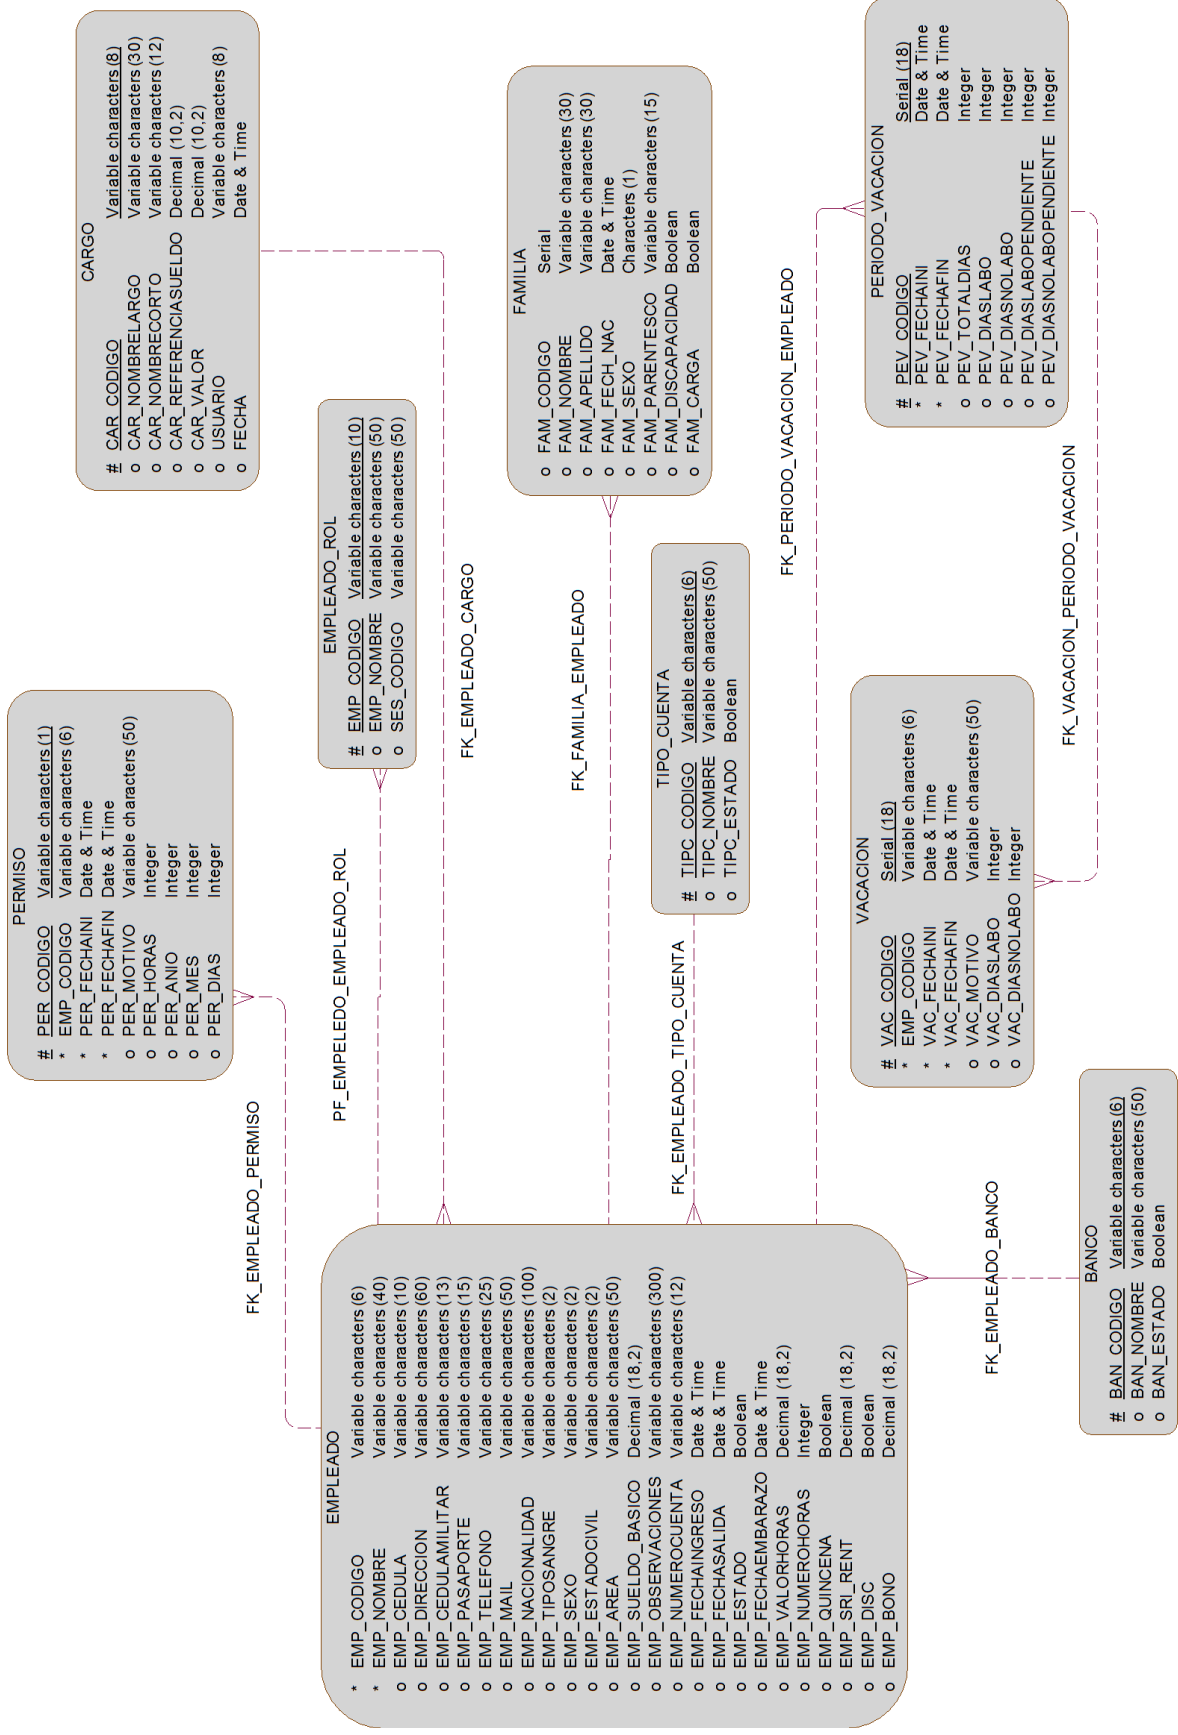 EMPLEADO
* EMP_CODIGO Variable characters (6)
* EMP_NOMBRE Variable characters (40)
o EMP_CEDULA Variable characters (10)
o EMP_DIRECCION Variable characters (60)
o EMP_CEDULAMILITAR Variable characters (13)
o EMP_PASAPORTE Variable characters (15)
o EMP_TELEFONO Variable characters (25)
o EMP_MAIL Variable characters (50)
o EMP_NACIONALIDAD Variable characters (100)
o EMP_TIPOSANGRE Variable characters (2)
o EMP_SEXO Variable characters (2)
o EMP_ESTADOCIVIL Variable characters (2)
o EMP_AREA Variable characters (50)
o EMP_SUELDO_BASICO Decimal (18,2)
o EMP_OBSERVACIONES Variable characters (300)
o EMP_NUMEROCUENTA Variable characters (12)
o EMP_FECHAINGRESO Date & Time
o EMP_FECHASALIDA Date & Time
o EMP_ESTADO Boolean
o EMP_FECHAEMBARAZO Date & Time
o EMP_VALORHORAS Decimal (18,2)
o EMP_NUMEROHORAS Integer
o EMP_QUINCENA Boolean
o EMP_SRI_RENT Decimal (18,2)
o EMP_DISC Boolean
o EMP_BONO Decimal (18,2)
FK_EMPLEADO_PERMISO
PERMISO
# PER_CODIGO Variable characters (1)
* EMP_CODIGO Variable characters (6)
* PER_FECHAINI Date & Time
* PER_FECHAFIN Date & Time
o PER_MOTIVO Variable characters (50)
o PER_HORAS Integer
o PER_ANIO Integer
o PER_MES Integer
o PER_DIAS Integer
PF_EMPELEDO_EMPLEADO_ROL
EMPLEADO_ROL
# EMP_CODIGO Variable characters (10)
o EMP_NOMBRE Variable characters (50)
o SES_CODIGO Variable characters (50)
FK_EMPLEADO_CARGO
CARGO
# CAR_CODIGO Variable characters (8)
o CAR_NOMBRELARGO Variable characters (30)
o CAR_NOMBRECORTO Variable characters (12)
o CAR_REFERENCIASUELDO Decimal (10,2)
o CAR_VALOR Decimal (10,2)
o USUARIO Variable characters (8)
o FECHA Date & Time
FK_FAMILIA_EMPLEADO
FAMILIA
o FAM_CODIGO Serial
o FAM_NOMBRE Variable characters (30)
o FAM_APELLIDO Variable characters (30)
o FAM_FECH_NAC Date & Time
o FAM_SEXO Characters (1)
o FAM_PARENTESCO Variable characters (15)
o FAM_DISCAPACIDAD Boolean
o FAM_CARGA Boolean
FK_EMPLEADO_TIPO_CUENTA
TIPO_CUENTA
# TIPC_CODIGO Variable characters (6)
o TIPC_NOMBRE Variable characters (50)
o TIPC_ESTADO Boolean
FK_PERIODO_VACACION_EMPLEADO
PERIODO_VACACION
# PEV_CODIGO Serial (18)
* PEV_FECHAINI Date & Time
* PEV_FECHAFIN Date & Time
o PEV_TOTALDIAS Integer
o PEV_DIASLABO Integer
o PEV_DIASNOLABO Integer
o PEV_DIASLABOPENDIENTE Integer
o PEV_DIASNOLABOPENDIENTE Integer
FK_VACACION_PERIODO_VACACION
VACACION
# VAC_CODIGO Serial (18)
* EMP_CODIGO Variable characters (6)
* VAC_FECHAINI Date & Time
* VAC_FECHAFIN Date & Time
o VAC_MOTIVO Variable characters (50)
o VAC_DIASLABO Integer
o VAC_DIASNOLABO Integer
FK_EMPLEADO_BANCO
BANCO
# BAN_CODIGO Variable characters (6)
o BAN_NOMBRE Variable characters (50)
o BAN_ESTADO Boolean